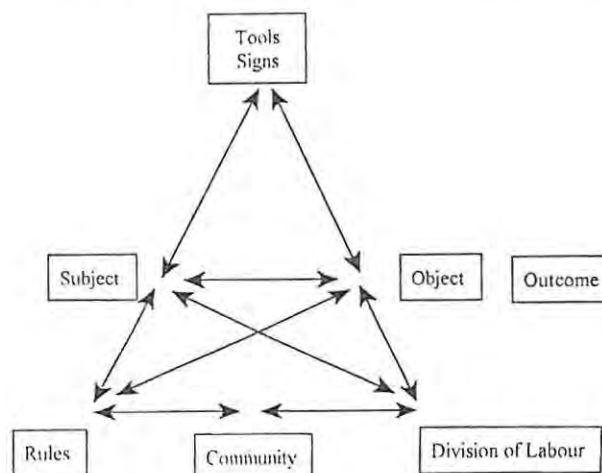 Tools
Signs
Subject
Object
Outcome
Rules
Community
Division of Labour